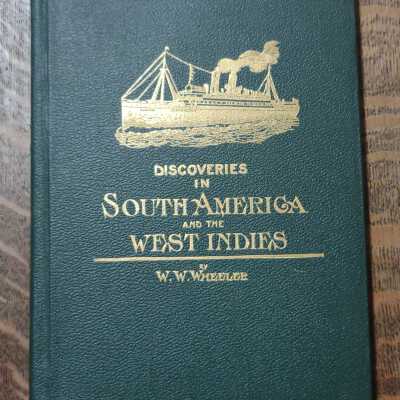 DISCOVERIES
IN
SOUTH AMERICA
AND THE
WEST INDIES
BY
W. W. WHEELER